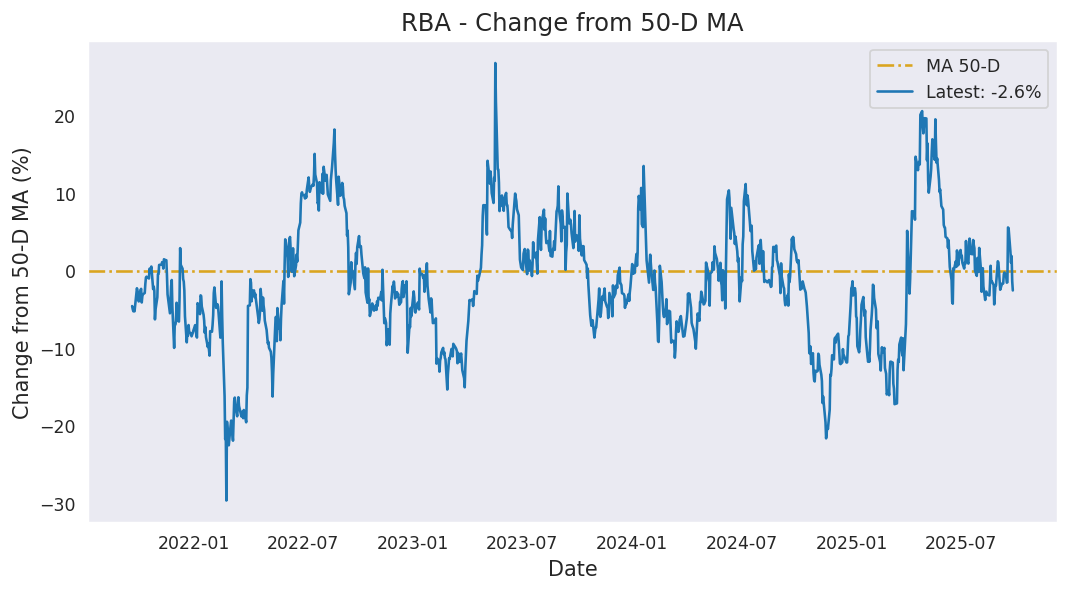 RBA - Change from 50-D MA
MA 50-D
Latest: -2.6%
Change from 50-D MA (%)
20
10
0
−10
−20
−30
2022-01 2022-07 2023-01 2023-07 2024-01 2024-07 2025-01 2025-07
Date